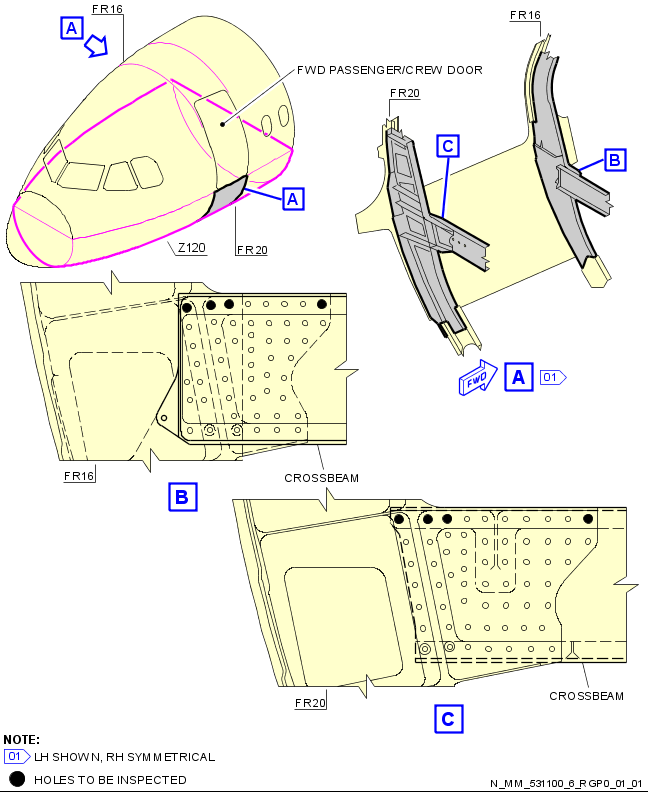 FR16
A
FWD PASSENGER/CREW DOOR
FR16
FR20
C
B
A
Z120
FR20
FWD
A
01
FR16
CROSSBEAM
B
FR20
CROSSBEAM
C
NOTE:
01 LH SHOWN, RH SYMMETRICAL
HOLES TO BE INSPECTED
N_MM_531100_6_RGP0_01_01